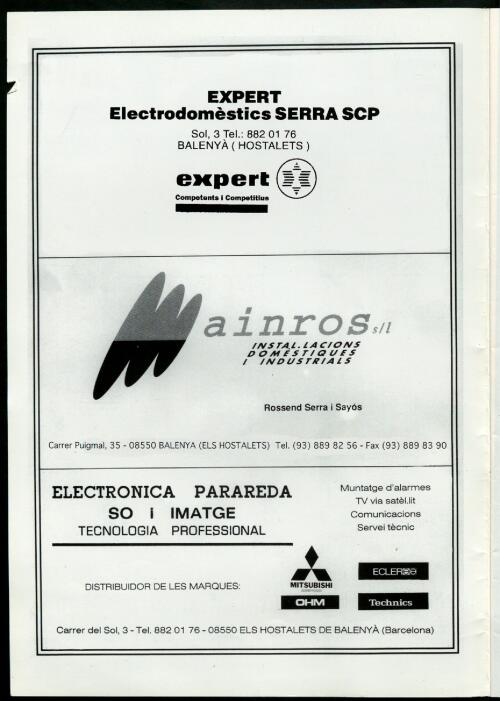 EXPERT
Electrodomèstics SERRA SCP
Sol, 3 Tel.: 882 01 76
BALENYÀ ( HOSTALETS )
expert
Competents i Competitius
Mainros s/l
INSTAL.LACIONS
DOMÈSTIQUES
I INDUSTRIALS
Rossend Serra i Sayós
Carrer Puigmal, 35 - 08550 BALENYA (ELS HOSTALETS) Tel. (93) 889 82 56 - Fax (93) 889 83 90
ELECTRONICA PARAREDA
SO i IMATGE
TECNOLOGIA PROFESSIONAL
Muntatge d'alarmes
TV via satèl.lit
Comunicacions
Servei tècnic
DISTRIBUIDOR DE LES MARQUES:
MITSUBISHI
ECLER
OHM
Technics
Carrer del Sol, 3 - Tel. 882 01 76 - 08550 ELS HOSTALETS DE BALENYÀ (Barcelona)